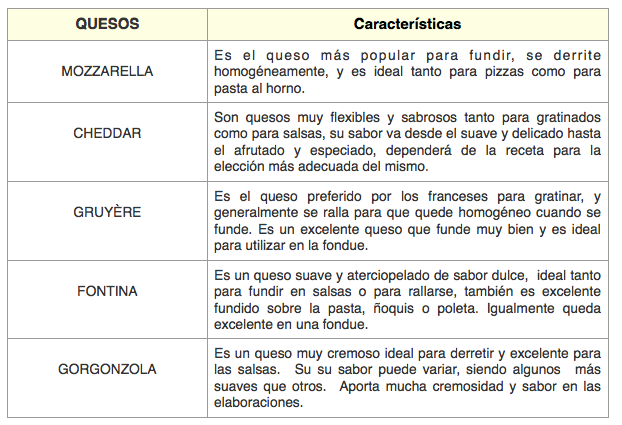 QUESOS
Características
MOZZARELLA
Es el queso más popular para fundir, se derrite
homogéneamente, y es ideal tanto para pizzas como para
pasta al horno.
CHEDDAR
Son quesos muy flexibles y sabrosos tanto para gratinados
como para salsas, su sabor va desde el suave y delicado hasta
el afrutado y especiado, dependerá de la receta para la
elección más adecuada del mismo.
GRUYÈRE
Es el queso preferido por los franceses para gratinar, y
generalmente se ralla para que quede homogéneo cuando se
funde. Es un excelente queso que funde muy bien y es ideal
para utilizar en la fondue.
FONTINA
Es un queso suave y aterciopelado de sabor dulce, ideal tanto
para fundir en salsas o para rallarse, también es excelente
fundido sobre la pasta, ñoquis o poleta. Igualmente queda
excelente en una fondue.
GORGONZOLA
Es un queso muy cremoso ideal para derretir y excelente para
las salsas. Su su sabor puede variar, siendo algunos más
suaves que otros. Aporta mucha cremosidad y sabor en las
elaboraciones.